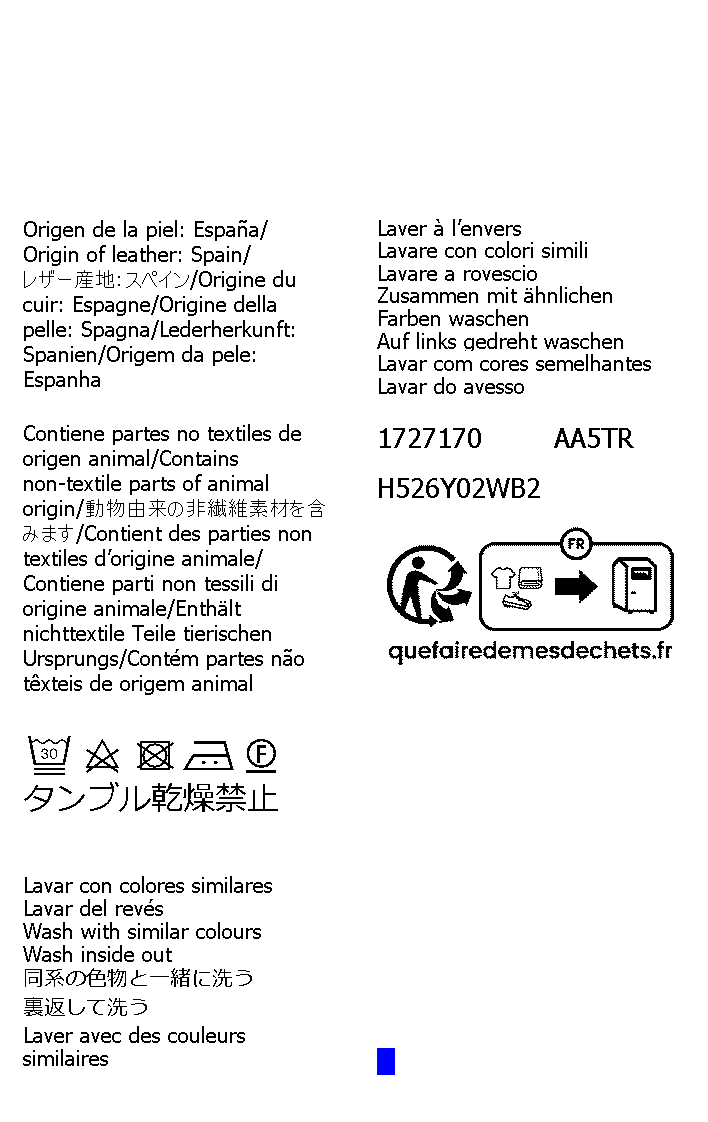 Origen de la piel: España/
Origin of leather: Spain/
レザー産地：スペイン/Origine du
cuir: Espagne/Origine della
pelle: Spagna/Lederherkunft:
Spanien/Origem da pele:
Espanha
Contiene partes no textiles de
origen animal/Contains
non-textile parts of animal
origin/動物由来の非繊維素材を含
みます/Contient des parties non
textiles d'origine animale/
Contiene parti non tessili di
origine animale/Enthält
nichttextile Teile tierischen
Ursprungs/Contém partes não
têxteis de origem animal
30 F
タンブル乾燥禁止
Lavar con colores similares
Lavar del revés
Wash with similar colours
Wash inside out
同系の色物と一緒に洗う
裏返して洗う
Laver avec des couleurs
similaires
Laver à l'envers
Lavare con colori simili
Lavare a rovescio
Zusammen mit ähnlichen
Farben waschen
Auf links gedreht waschen
Lavar com cores semelhantes
Lavar do avesso
1727170 AA5TR
H526Y02WB2
FR
quefairedemesdechets.fr